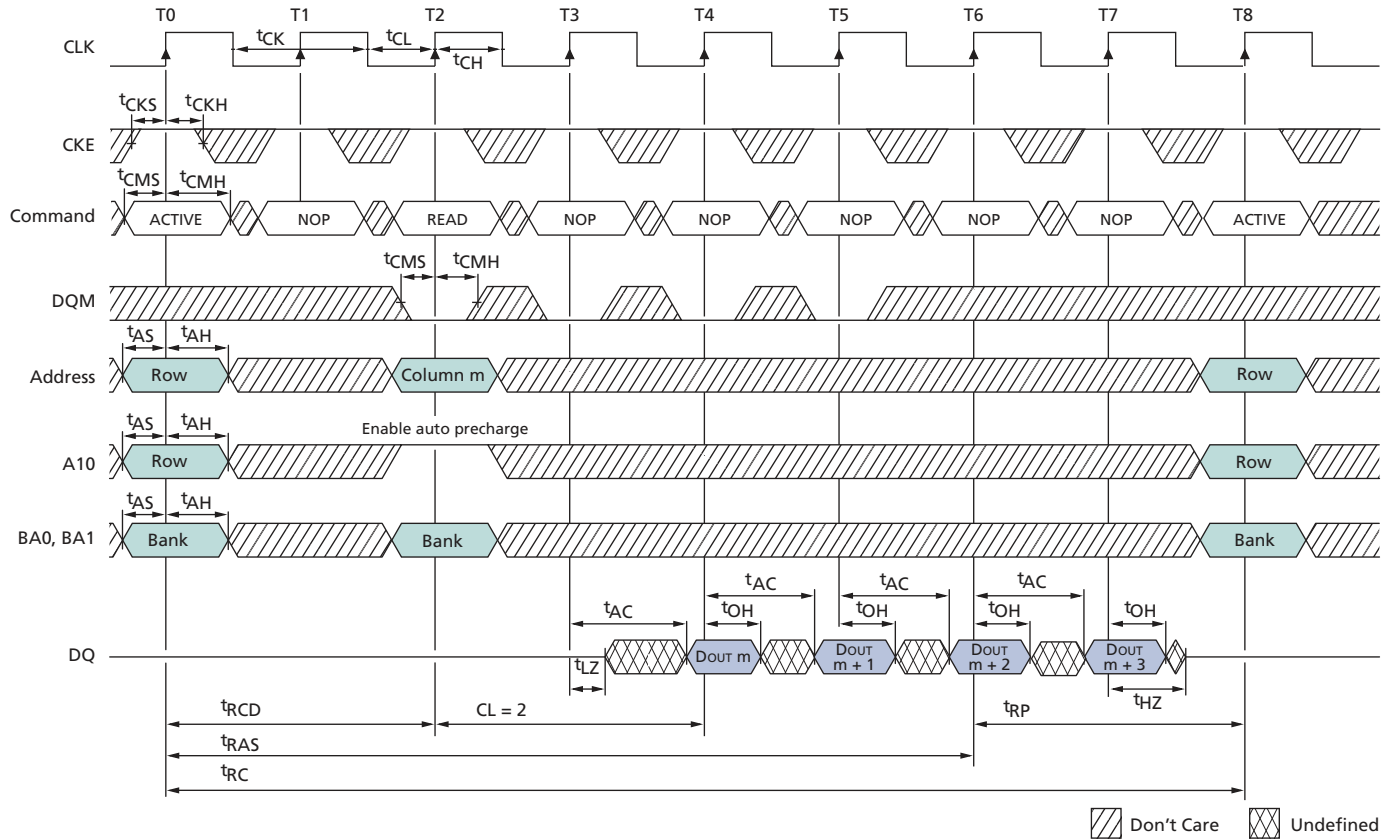 T0 T1 T2 T3 T4 T5 T6 T7 T8
CLK
tCK tCL
tCH
tCKS tCKH
CKE
tCMS tCMH
Command ACTIVE NOP READ NOP NOP NOP NOP NOP ACTIVE
tCMS tCMH
DQM
tAS tAH
Address Row Column m Row
tAS tAH
Enable auto precharge
A10 Row Row
tAS tAH
BA0, BA1 Bank Bank Bank
tAC tAC tAC
tAC tOH tOH tOH tOH
DQ DOUT m DOUT m + 1 DOUT m + 2 DOUT m + 3
tLZ tHZ
tRCD CL = 2 tRP
tRAS
tRC
Don't Care Undefined